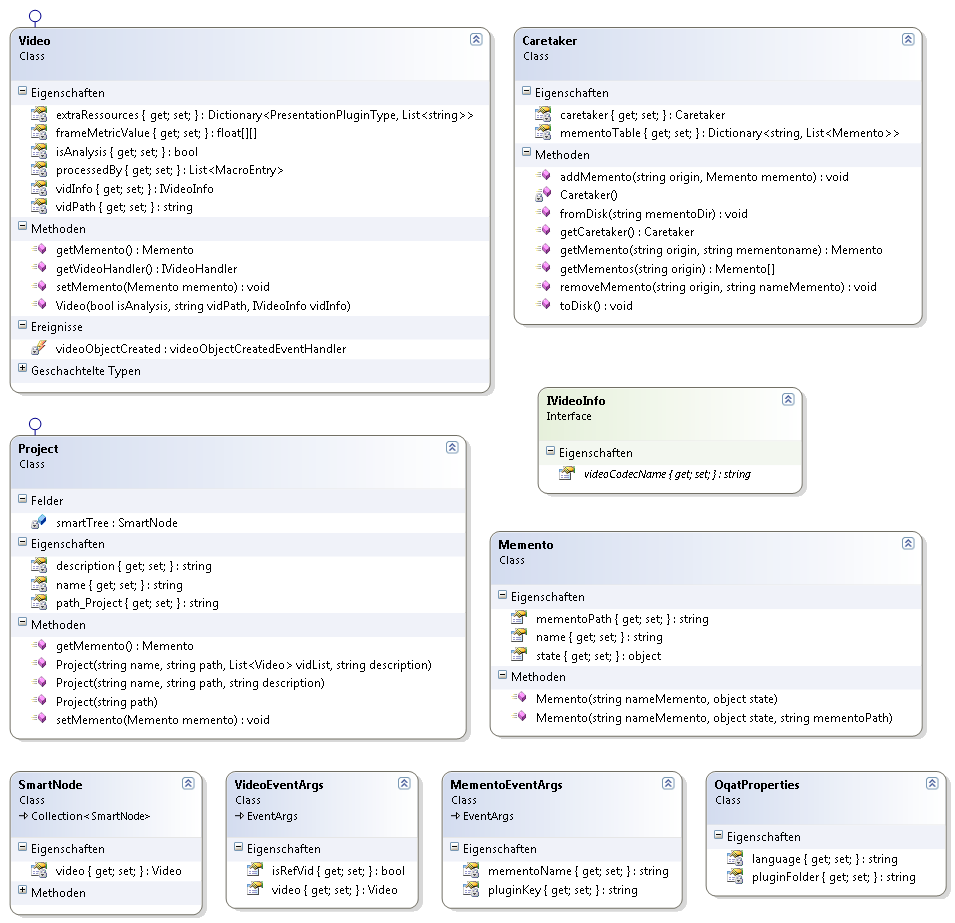 Video
Class
Eigenschaften
extraRessources { get; set; } : Dictionary<PresentationPluginType, List<string>>
frameMetricValue { get; set; } : float[][]
isAnalysis { get; set; } : bool
processedBy { get; set; } : List<MacroEntry>
vidInfo { get; set; } : IVideoInfo
vidPath { get; set; } : string
Methoden
getMemento() : Memento
getVideoHandler() : IVideoHandler
setMemento(Memento memento) : void
Video(bool isAnalysis, string vidPath, IVideoInfo vidInfo)
Ereignisse
videoObjectCreated : videoObjectCreatedEventHandler
Geschachtelte Typen
Caretaker
Class
Eigenschaften
caretaker { get; set; } : Caretaker
mementoTable { get; set; } : Dictionary<string, List<Memento>>
Methoden
addMemento(string origin, Memento memento) : void
Caretaker()
fromDisk(string mementoDir) : void
getCaretaker() : Caretaker
getMemento(string origin, string mementoname) : Memento
getMementos(string origin) : Memento[]
removeMemento(string origin, string nameMemento) : void
toDisk() : void
IVideoInfo
Interface
Eigenschaften
videoCodecName { get; set; } : string
Project
Class
Felder
smartTree : SmartNode
Eigenschaften
description { get; set; } : string
name { get; set; } : string
path_Project { get; set; } : string
Methoden
getMemento() : Memento
Project(string name, string path, List<Video> vidList, string description)
Project(string name, string path, string description)
Project(string path)
setMemento(Memento memento) : void
Memento
Class
Eigenschaften
mementoPath { get; set; } : string
name { get; set; } : string
state { get; set; } : object
Methoden
Memento(string nameMemento, object state)
Memento(string nameMemento, object state, string mementoPath)
SmartNode
Class
Collection<SmartNode>
Eigenschaften
video { get; set; } : Video
Methoden
VideoEventArgs
Class
EventArgs
Eigenschaften
isRefVid { get; set; } : bool
video { get; set; } : Video
MementoEventArgs
Class
EventArgs
Eigenschaften
mementoName { get; set; } : string
pluginKey { get; set; } : string
OqatProperties
Class
Eigenschaften
language { get; set; } : string
pluginFolder { get; set; } : string